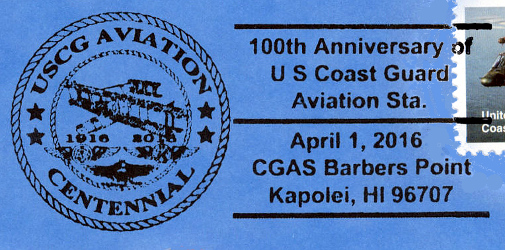 USCG AVIATION
1916
CENTENNIAL
100th Anniversary of
U S Coast Guard
Aviation Sta.
April 1, 2016
CGAS Barbers Point
Kapolei, HI 96707
Coas